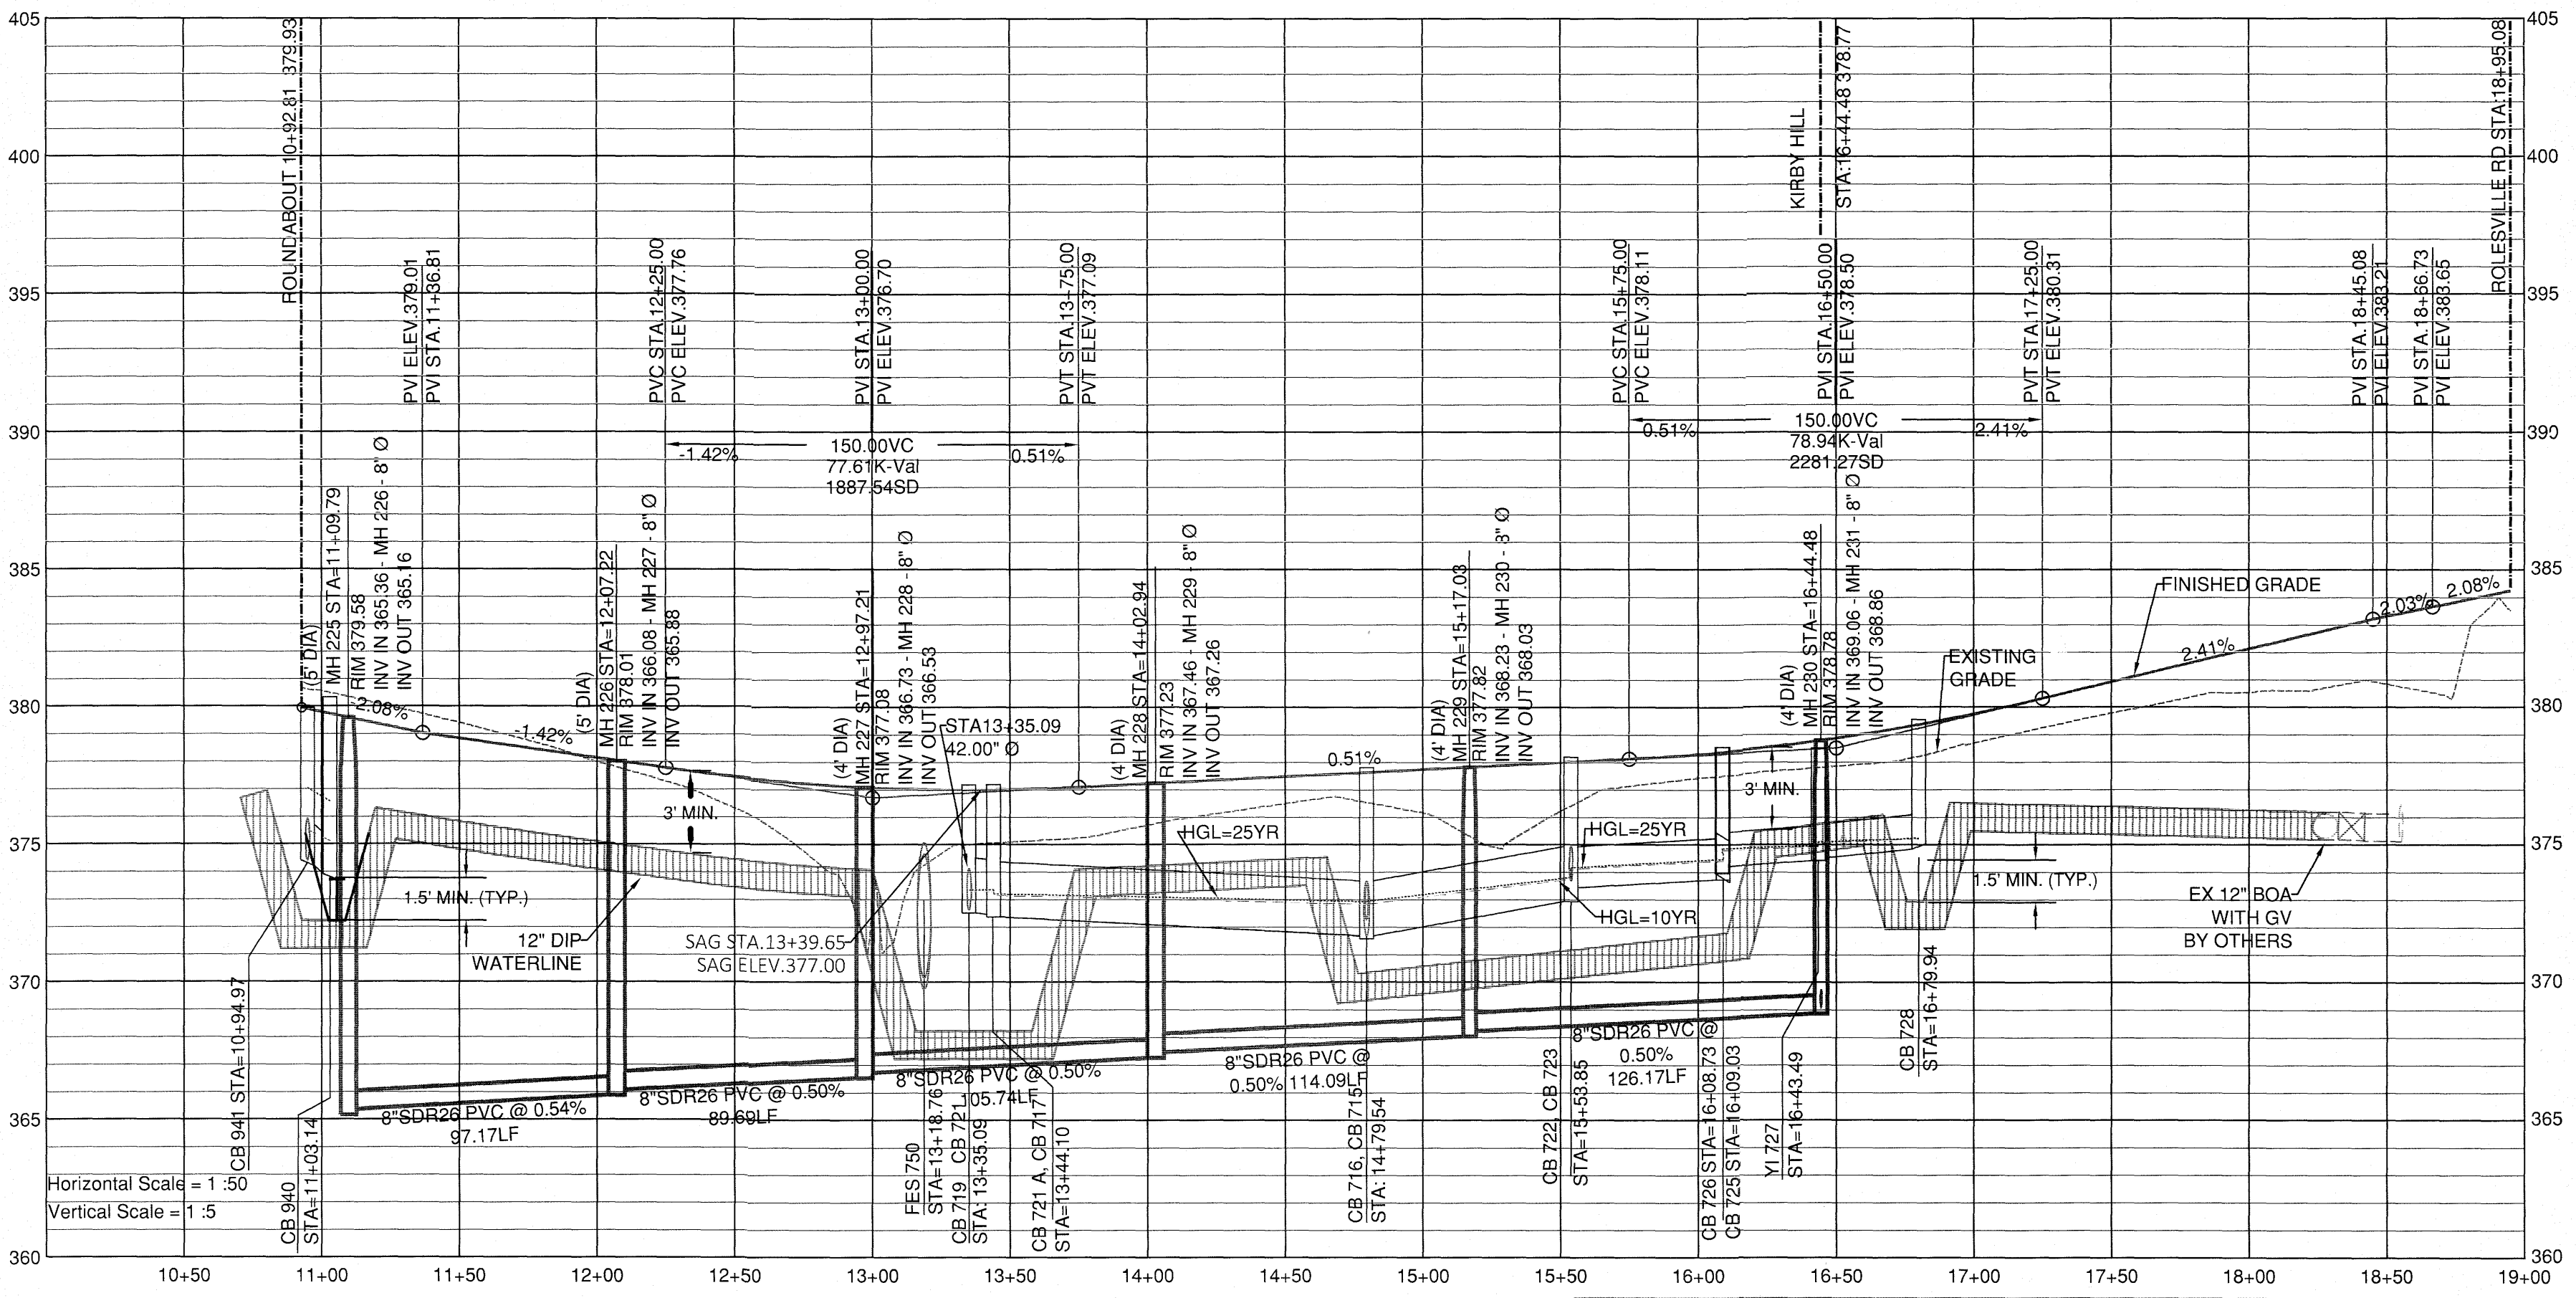 405
400
395
390
385
380
375
370
365
360
405
400
395
390
385
380
375
370
365
360
ROUNDABOUT 10+92.81 379.93
KIRBY HILL
STA:16+44.48 378.77
ROLESVILLE RD STA:18+95.08
PVI ELEV.379.01
PVI STA.11+36.81
PVC STA.12+25.00
PVC ELEV.377.76
PVI STA.13+00.00
PVI ELEV.376.70
PVT STA.13+75.00
PVT ELEV.377.09
PVC STA.15+75.00
PVC ELEV.378.11
PVI STA.16+50.00
PVI ELEV.378.50
PVT STA.17+25.00
PVT ELEV.380.31
PVI STA.18+45.08
PVI ELEV.383.21
PVI STA.18+66.73
PVI ELEV.383.65
150.00VC
77.61K-Val
1887.54SD
-1.42%
0.51%
150.00VC
78.94K-Val
2281.27SD
0.51%
2.41%
(5' DIA)
MH 225 STA=11+09.79
RIM 379.58
INV IN 365.36 - MH 226 - 8" Ø
INV OUT 365.16
(5' DIA)
MH 226 STA=12+07.22
RIM 378.01
INV IN 366.08 - MH 227 - 8" Ø
INV OUT 365.88
(4' DIA)
MH 227 STA=12+97.21
RIM 377.08
INV IN 366.73 - MH 228 - 8" Ø
INV OUT 366.53
(4' DIA)
MH 228 STA=14+02.94
RIM 377.23
INV IN 367.46 - MH 229 - 8" Ø
INV OUT 367.26
(4' DIA)
MH 229 STA=15+17.03
RIM 377.82
INV IN 368.23 - MH 230 - 8" Ø
INV OUT 368.03
(4' DIA)
MH 230 STA=16+44.48
RIM 378.78
INV IN 369.06 - MH 231 - 8" Ø
INV OUT 368.86
-2.08%
-1.42%
0.51%
2.41%
2.03%
2.08%
FINISHED GRADE
EXISTING
GRADE
STA13+35.09
42.00" Ø
3' MIN.
3' MIN.
HGL=25YR
HGL=25YR
HGL=10YR
1.5' MIN. (TYP.)
1.5' MIN. (TYP.)
12" DIP
WATERLINE
SAG STA.13+39.65
SAG ELEV.377.00
EX 12" BOA
WITH GV
BY OTHERS
8"SDR26 PVC @ 0.54%
97.17LF
8"SDR26 PVC @ 0.50%
89.69LF
8"SDR26 PVC @ 0.50%
105.74LF
8"SDR26 PVC @
0.50% 114.09LF
8"SDR26 PVC @
0.50%
126.17LF
CB 941 STA=10+94.97
CB 940
STA=11+03.14
FES 750
STA=13+18.76
CB 719 CB 721
STA: 13+35.09
CB 721 A, CB 717
STA=13+44.10
CB 716, CB 715
STA: 14+79.54
CB 722, CB 723
STA=15+53.85
CB 726 STA=16+08.73
CB 725 STA=16+09.03
YI 727
STA=16+43.49
CB 728
STA=16+79.94
Horizontal Scale = 1 :50
Vertical Scale = 1 :5
10+50
11+00
11+50
12+00
12+50
13+00
13+50
14+00
14+50
15+00
15+50
16+00
16+50
17+00
17+50
18+00
18+50
19+00